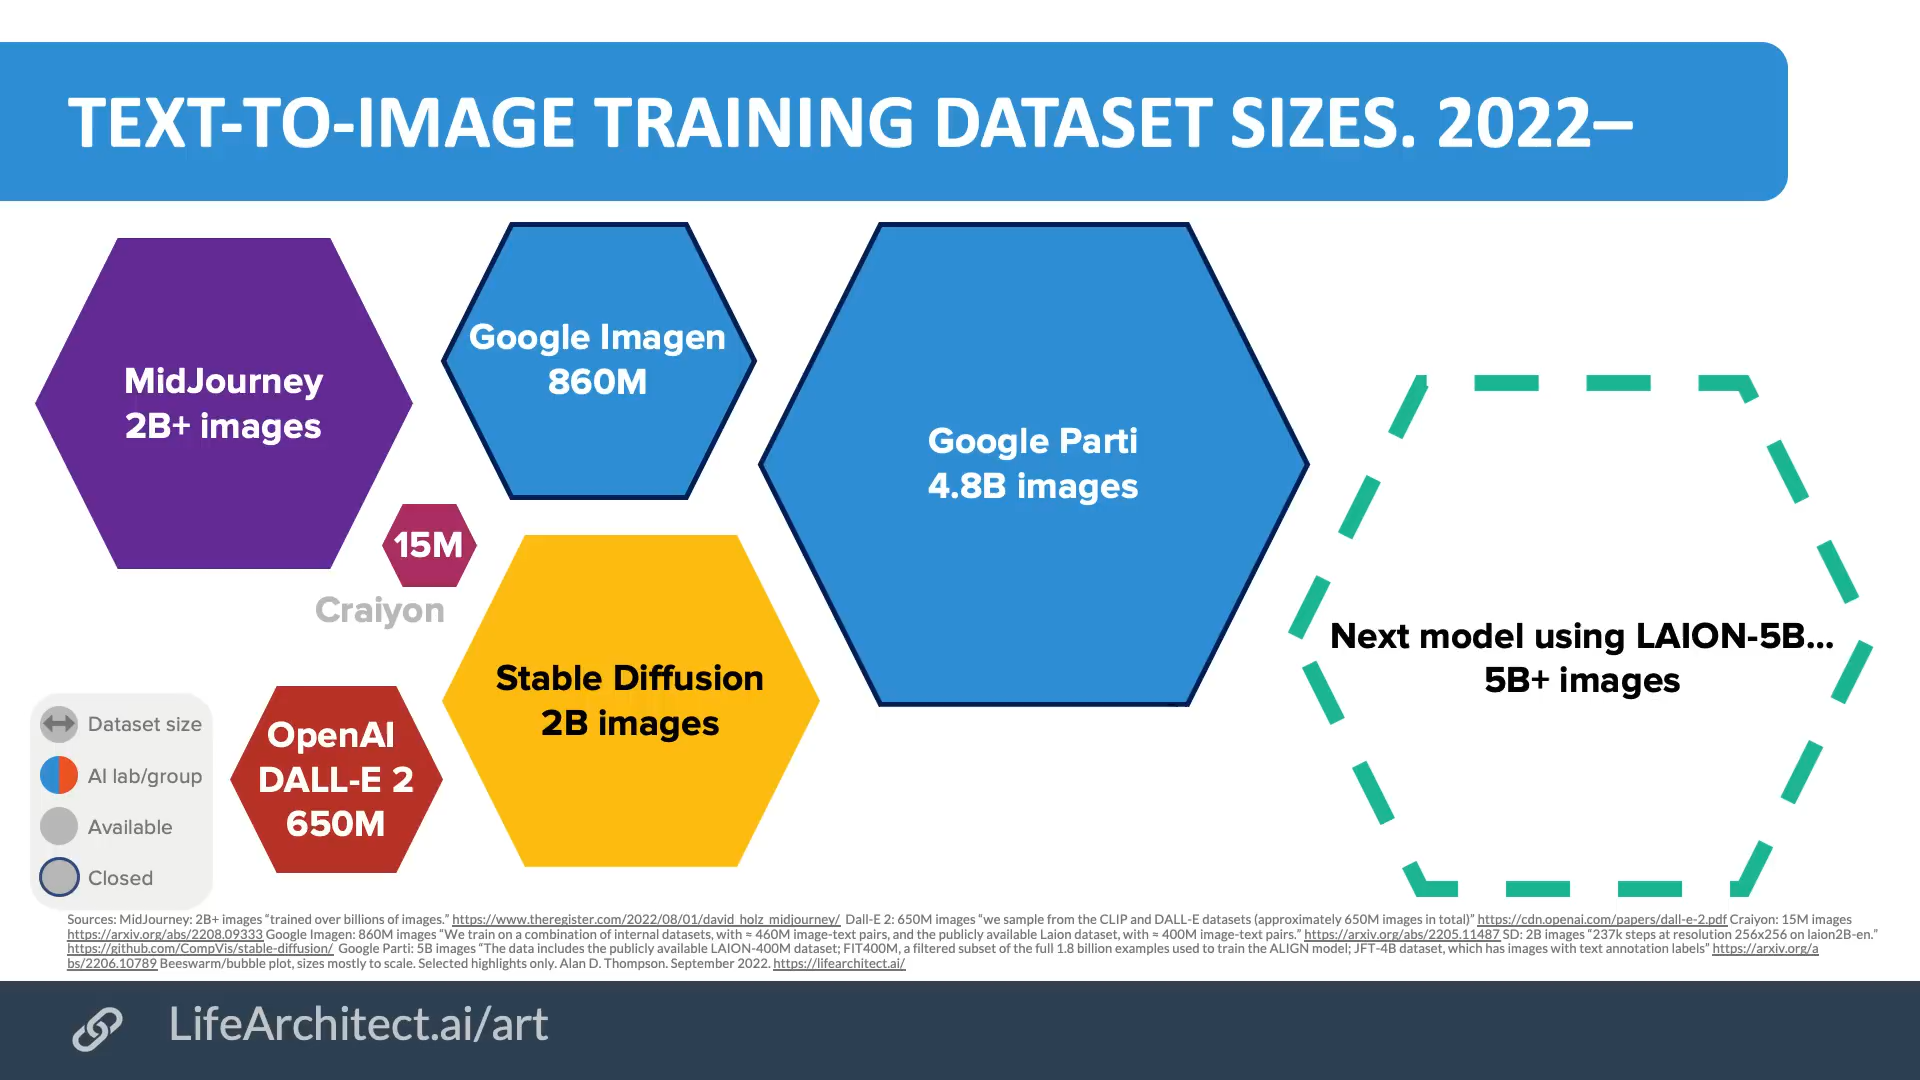 TEXT-TO-IMAGE TRAINING DATASET SIZES. 2022–
MidJourney
2B+ images
Google Imagen
860M
Google Parti
4.8B images
15M
Craiyon
Next model using LAION-5B...
5B+ images
Stable Diffusion
2B images
OpenAI
DALL-E 2
650M
Dataset size
AI lab/group
Available
Closed
Sources: MidJourney: 2B+ images “trained over billions of images.” https://www.theregister.com/2022/08/01/david_holz_midjourney/ Dall-E 2: 650M images “we sample from the CLIP and DALL-E datasets (approximately 650M images in total)” https://cdn.openai.com/papers/dall-e-2.pdf Craiyon: 15M images
https://arxiv.org/abs/2208.09333 Google Imagen: 860M images “We train on a combination of internal datasets, with ≈ 460M image-text pairs, and the publicly available Laion dataset, with ≈ 400M image-text pairs.” https://arxiv.org/abs/2205.11487 SD: 2B images “237k steps at resolution 256x256 on laion2B-en.”
https://github.com/CompVis/stable-diffusion/ Google Parti: 5B images “The data includes the publicly available LAION-400M dataset; FIT400M, a filtered subset of the full 1.8 billion examples used to train the ALIGN model; JFT-4B dataset, which has images with text annotation labels” https://arxiv.org/a
bs/2206.10789 Beeswarm/bubble plot, sizes mostly to scale. Selected highlights only. Alan D. Thompson. September 2022. https://lifearchitect.ai/
LifeArchitect.ai/art